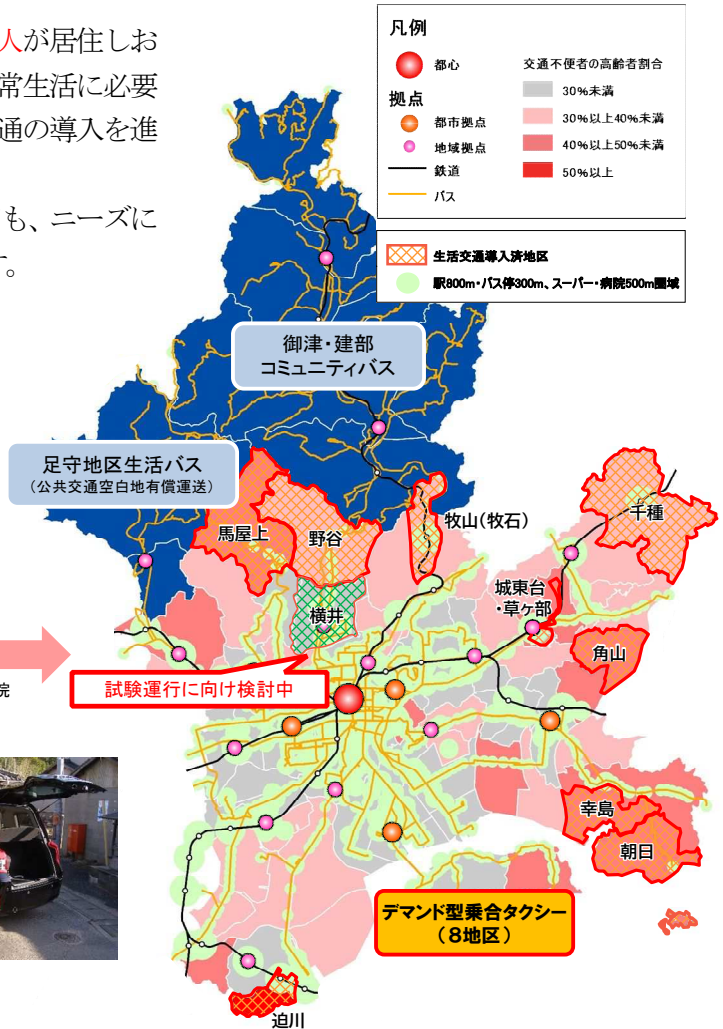 人が居住しお
常生活に必要
通の導入を進
も、ニーズに
す。
凡例
都心
拠点
都市拠点
地域拠点
鉄道
バス
交通不便者の高齢者割合
30%未満
30%以上40%未満
40%以上50%未満
50%以上
生活交通導入済地区
駅800m・バス停300m、スーパー・病院500m圏域
御津・建部
コミュニティバス
足守地区生活バス
(公共交通空白地有償運送)
馬屋上
野谷
牧山(牧石)
千種
横井
城東台
・草ヶ部
角山
試験運行に向け検討中
院
幸島
朝日
デマンド型乗合タクシー
(8地区)
迫川